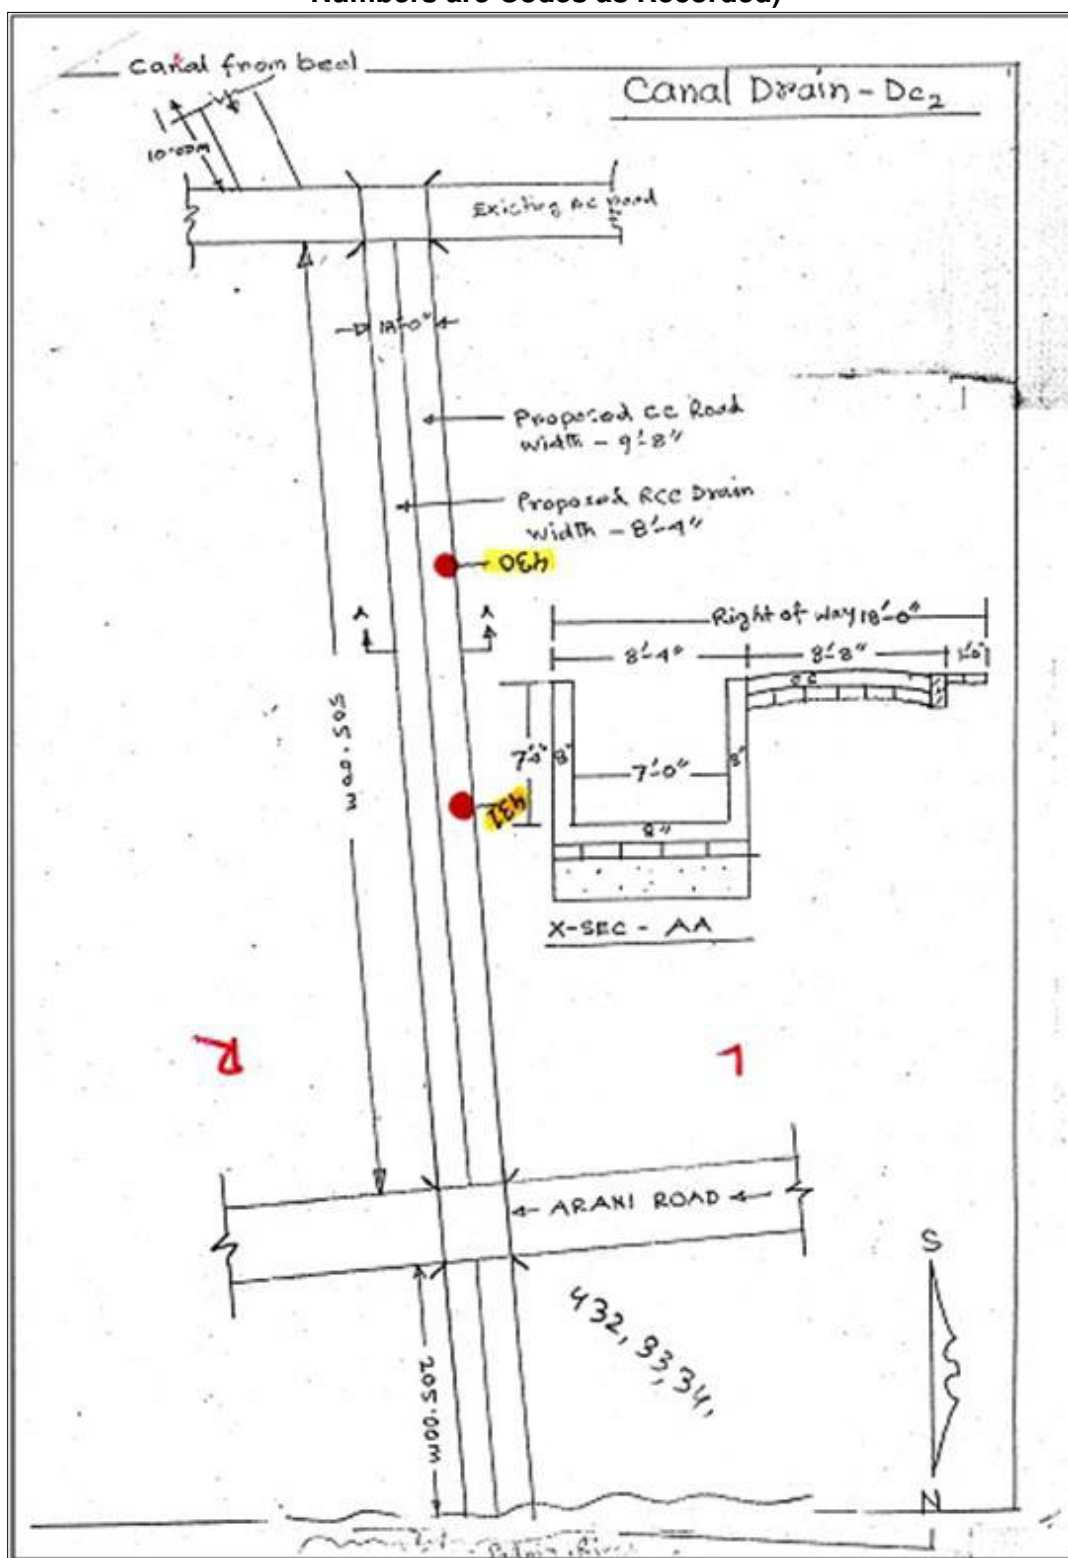 Numbers are Codes as Recorded)
Canal from beel
Canal Drain - Dc2
10.00M
Existing RC Road
18'-0"
Proposed CC Road
width - 9'-8"
Proposed RCC Drain
width - 8'-4"
430
A A
Right of way 18'-0"
8'-4" 8'-8" 1'-0"
CC
505.00M
7'-0" 8" 7'-0" 8"
431
8"
X-SEC - AA
R L
ARANI ROAD
S
432, 33, 34,
205.00M
N